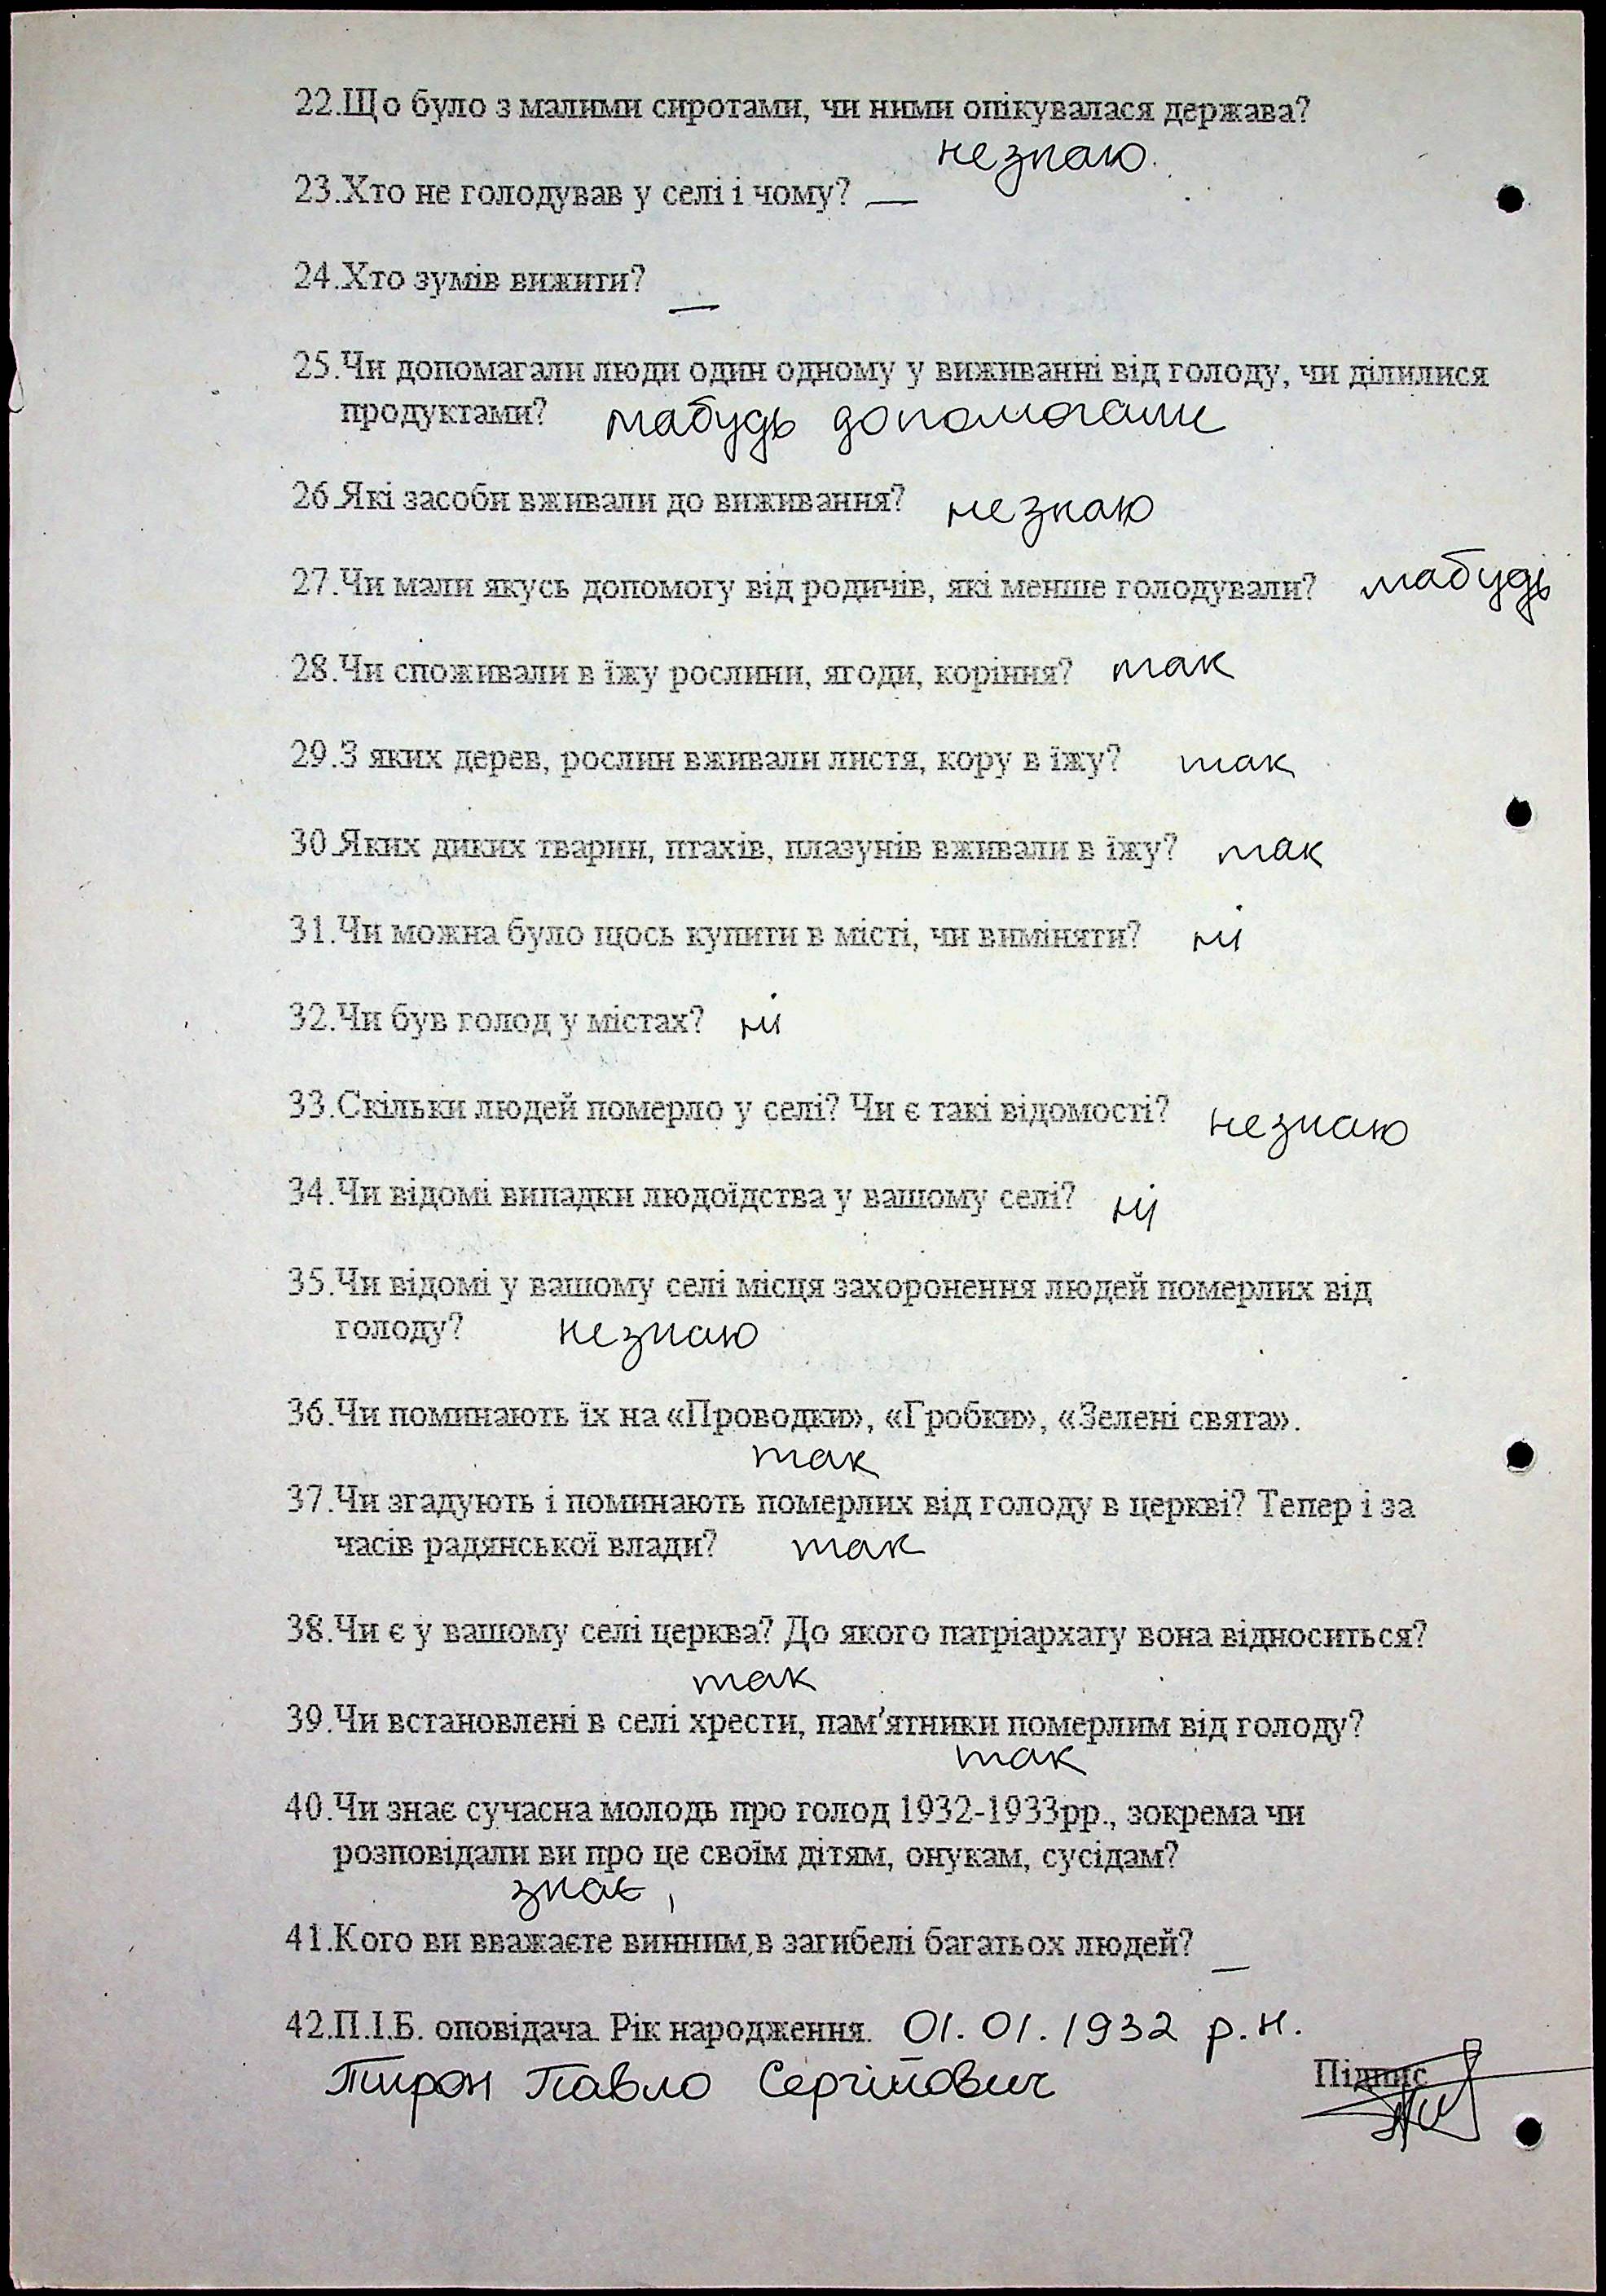 22.Що було з малими сиротами, чи ними опікувалася держава?
незнаю.
23.Хто не голодував у селі і чому? —
24.Хто зумів вижити?
—
25.Чи допомагали люди один одному у виживанні від голоду, чи ділилися
продуктами? мабудь допомогали
26.Які засоби вживали до виживання? незнаю
27.Чи мали якусь допомогу від родичів, які менше голодували? мабудь
28.Чи споживали в їжу рослини, ягоди, коріння? так
29.З яких дерев, рослин вживали листя, кору в їжу? так
30.Яких диких тварин, птахів, плазунів вживали в їжу? так
31.Чи можна було щось купити в місті, чи виміняти? ні
32.Чи був голод у містах? ні
33.Скільки людей померло у селі? Чи є такі відомості? незнаю
34.Чи відомі випадки людоїдства у вашому селі? ні
35.Чи відомі у вашому селі місця захоронення людей померлих від
голоду? незнаю
36.Чи поминають їх на «Проводки», «Гробки», «Зелені свята».
так
37.Чи згадують і поминають померлих від голоду в церкві? Тепер і за
часів радянської влади? так
38.Чи є у вашому селі церква? До якого патріархату вона відноситься?
так
39.Чи встановлені в селі хрести, пам'ятники померлим від голоду?
так
40.Чи знає сучасна молодь про голод 1932-1933рр., зокрема чи
розповідали ви про це своїм дітям, онукам, сусідам?
знає,
41.Кого ви вважаєте винним в загибелі багатьох людей? —
42.П.І.Б. оповідача. Рік народження. 01.01.1932 р.н.
Тирон Павло Сергійович Підпис